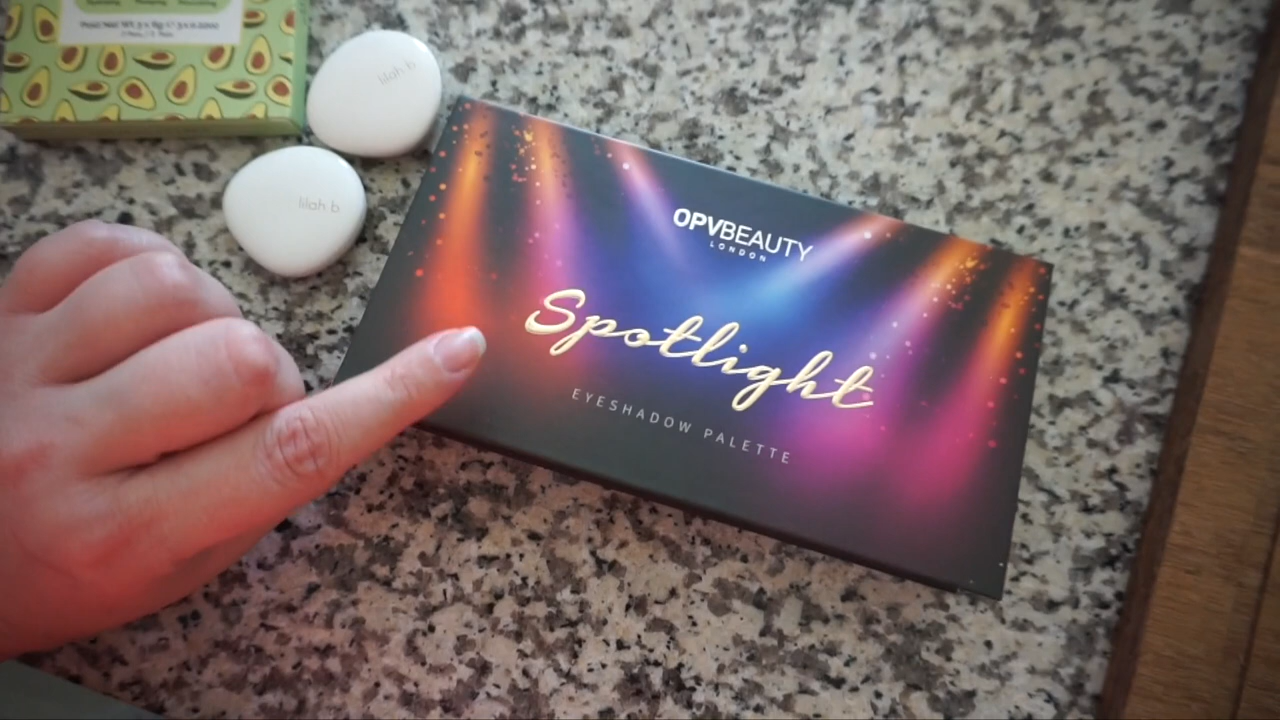 lilah b
lilah b
OPVBEAUTY
LONDON
Spotlight
EYESHADOW PALETTE